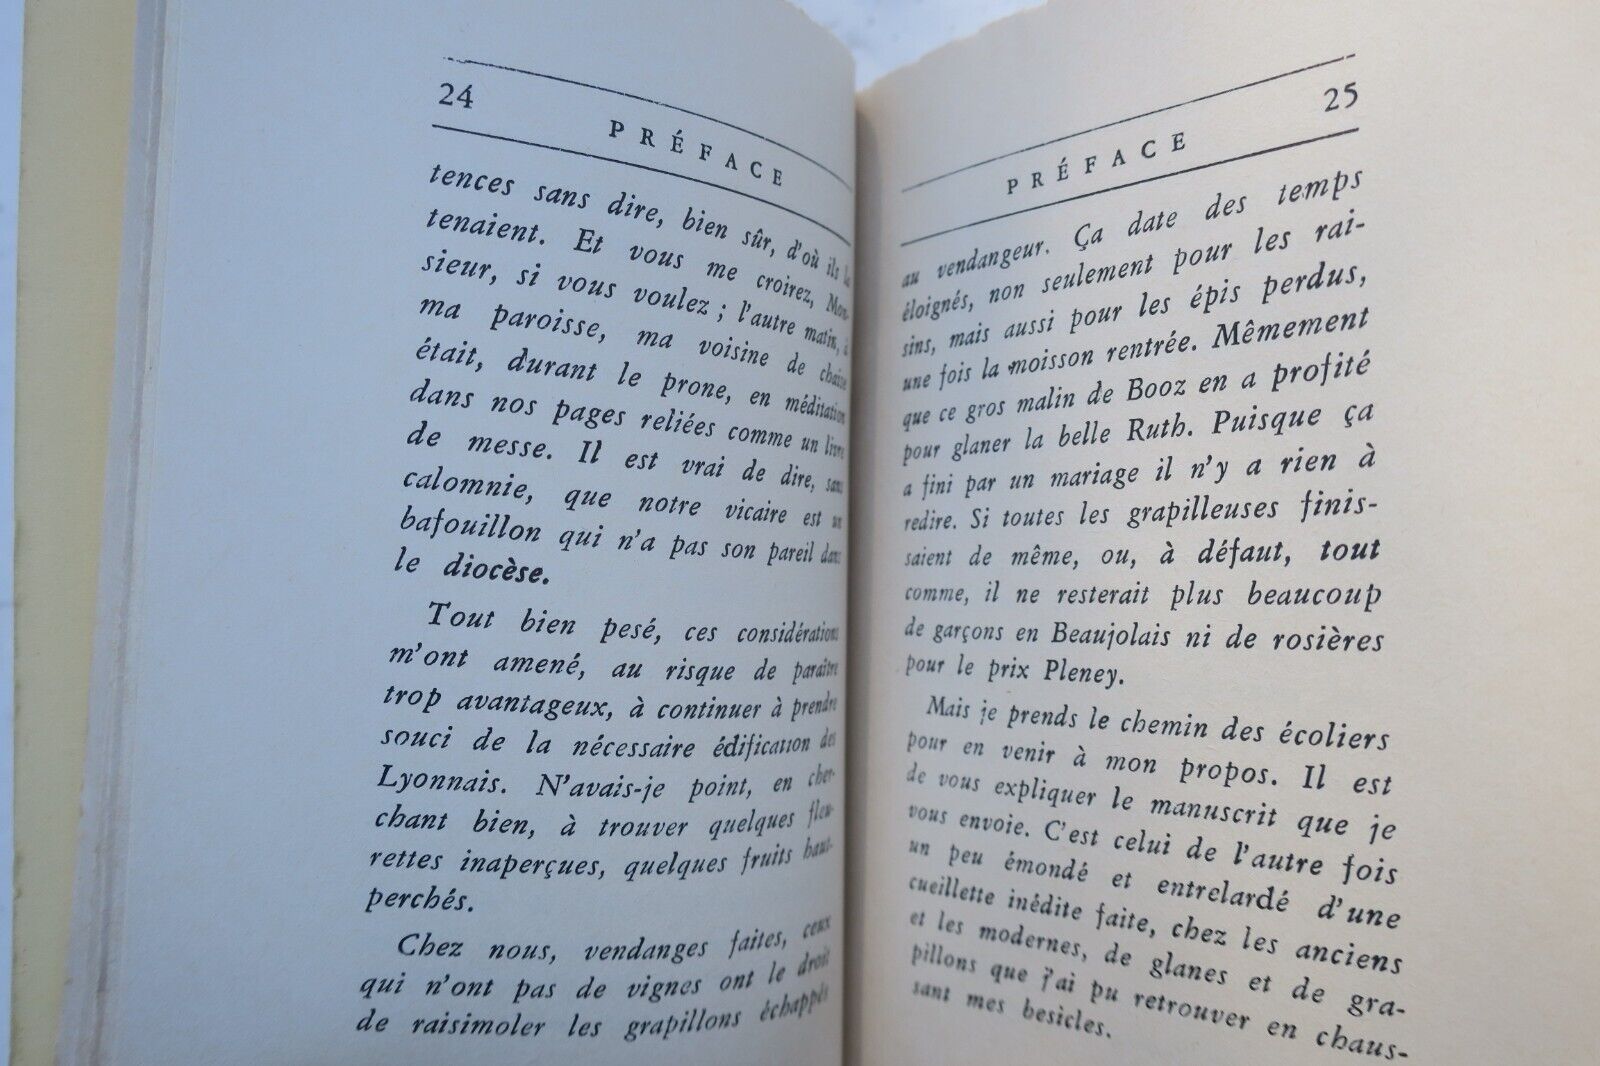 24
PRÉFACE
tences sans dire, bien sûr, d'où ils le
tenaient. Et vous me croirez, Mon-
sieur, si vous voulez ; l'autre matin, à
ma paroisse, ma voisine de chaise
était, durant le prone, en méditation
dans nos pages reliées comme un livre
de messe. Il est vrai de dire, sans
calomnie, que notre vicaire est un
bafouillon qui n'a pas son pareil dans
le diocèse.
Tout bien pesé, ces considérations
m'ont amené, au risque de paraître
trop avantageux, à continuer à prendre
souci de la nécessaire édification des
Lyonnais. N'avais-je point, en cher-
chant bien, à trouver quelques fleu-
rettes inaperçues, quelques fruits haut-
perchés.
Chez nous, vendanges faites, ceux
qui n'ont pas de vignes ont le droit
de raisimoler les grapillons échappés
25
PRÉFACE
au vendangeur. Ça date des temps
éloignés, non seulement pour les rai-
sins, mais aussi pour les épis perdus,
une fois la moisson rentrée. Mêmement
que ce gros malin de Booz en a profité
pour glaner la belle Ruth. Puisque ça
a fini par un mariage il n'y a rien à
redire. Si toutes les grapilleuses finis-
saient de même, ou, à défaut, tout
comme, il ne resterait plus beaucoup
de garçons en Beaujolais ni de rosières
pour le prix Pleney.
Mais je prends le chemin des écoliers
pour en venir à mon propos. Il est
de vous expliquer le manuscrit que je
vous envoie. C'est celui de l'autre fois
un peu émondé et entrelardé d'une
cueillette inédite faite, chez les anciens
et les modernes, de glanes et de gra-
pillons que j'ai pu retrouver en chaus-
sant mes besicles.